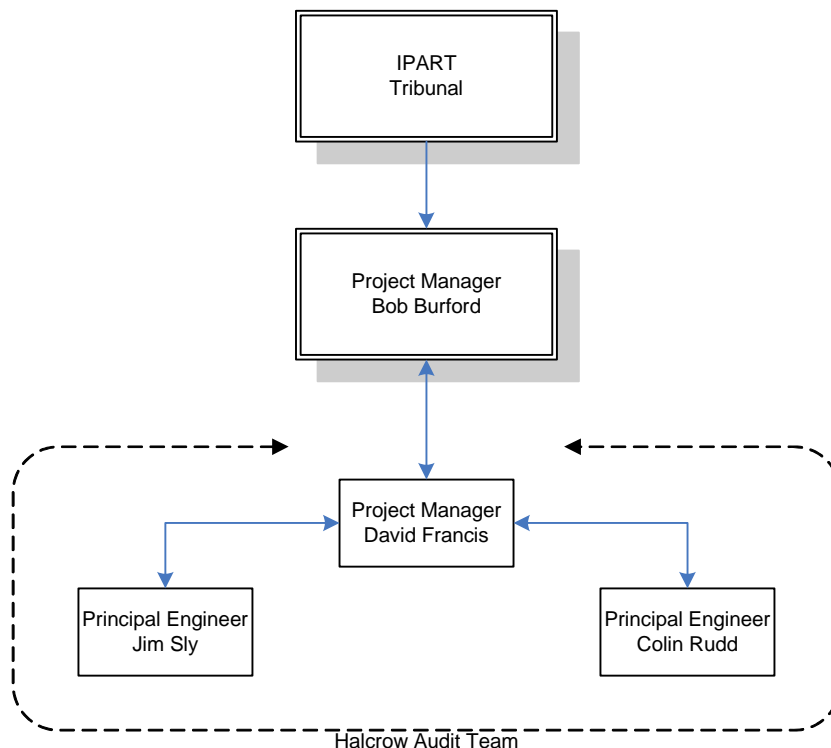 IPART
Tribunal
Project Manager
Bob Burford
Project Manager
David Francis
Principal Engineer
Jim Sly
Principal Engineer
Colin Rudd
Halcrow Audit Team